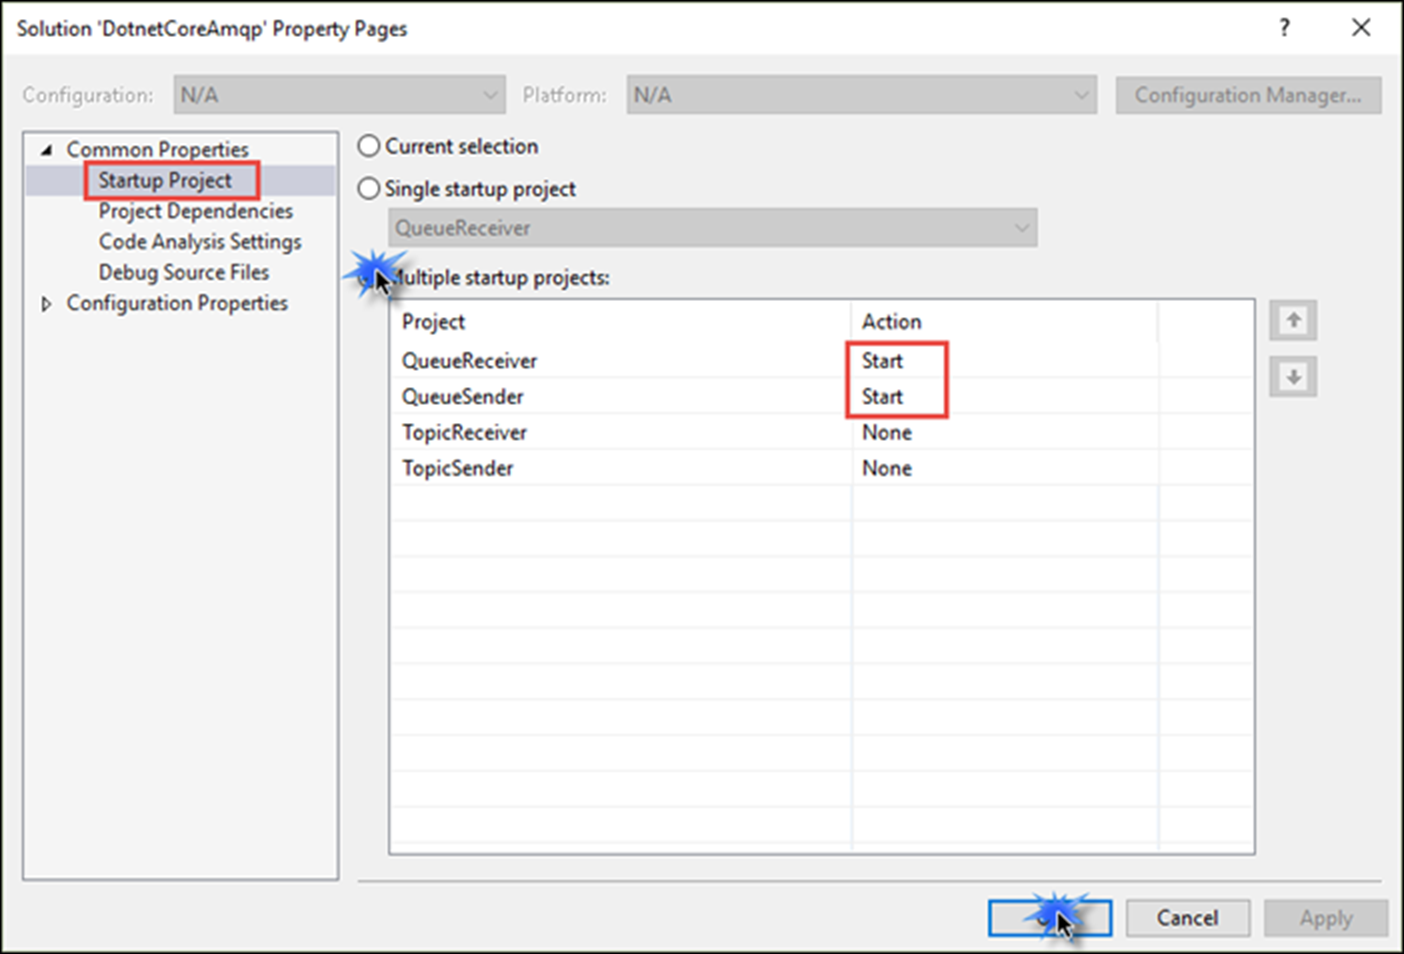 Solution 'DotnetCoreAmqp' Property Pages
?
Configuration: N/A Platform: N/A Configuration Manager...
Common Properties
Startup Project
Project Dependencies
Code Analysis Settings
Debug Source Files
Configuration Properties
Current selection
Single startup project
QueueReceiver
ultiple startup projects:
Project Action
QueueReceiver Start
QueueSender Start
TopicReceiver None
TopicSender None
Cancel Apply